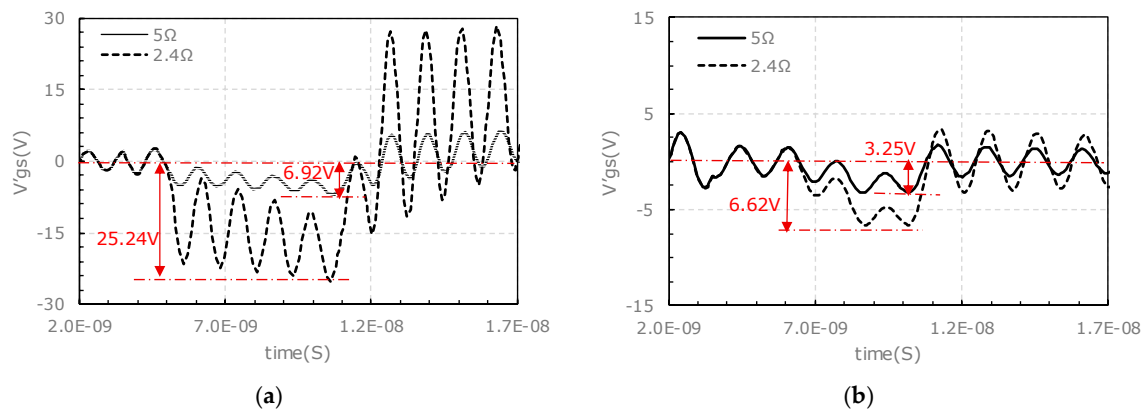 30
15
0
-15
-30
V'gs(V)
5Ω
2.4Ω
6.92V
25.24V
2.0E-09 7.0E-09 1.2E-08 1.7E-08
time(S)
(a)
15
5
-5
-15
V'gs(V)
5Ω
2.4Ω
3.25V
6.62V
2.0E-09 7.0E-09 1.2E-08 1.7E-08
time(S)
(b)